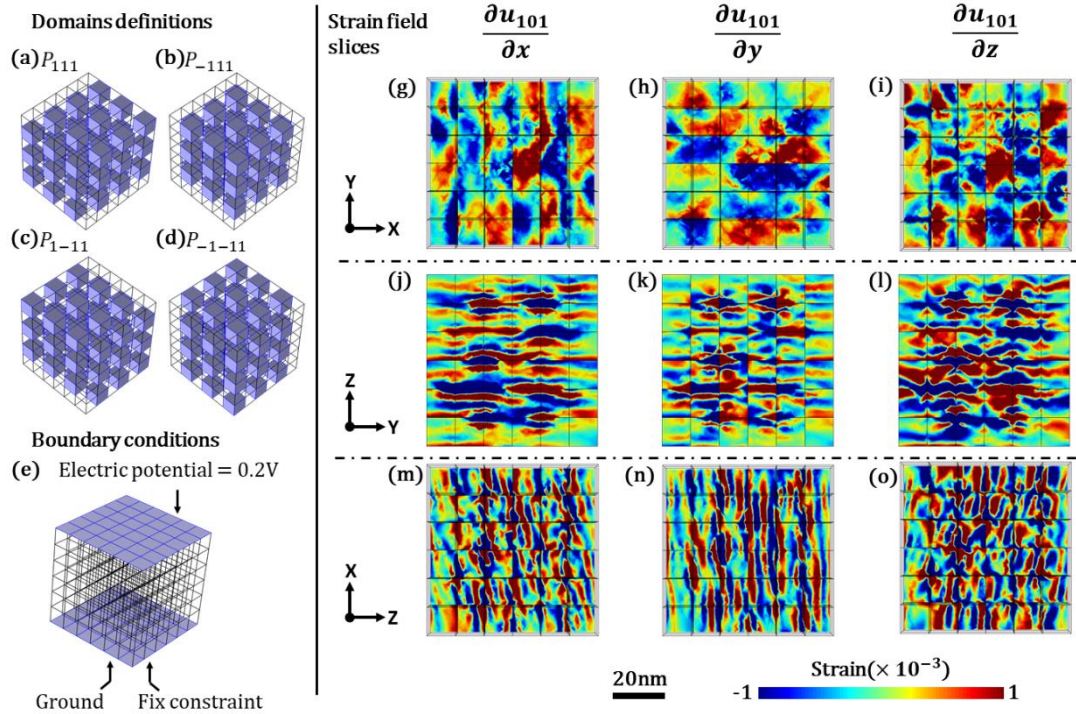 Domains definitions
(a) P₁₁₁
(b) P₋₁₁₁
(c) P₁₋₁₁
(d) P₋₁₋₁₁
Boundary conditions
(e) Electric potential = 0.2V
Ground
Fix constraint
Strain field
slices
∂u₁₀₁/∂x
∂u₁₀₁/∂y
∂u₁₀₁/∂z
(g)
(h)
(i)
Y
X
(j)
(k)
(l)
Z
Y
(m)
(n)
(o)
X
Z
20nm
Strain(× 10⁻³)
-1
1